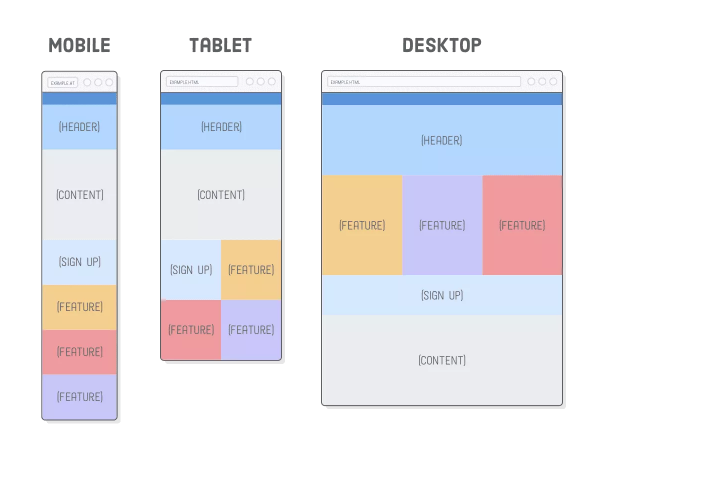 MOBILE
EXAMPLE.HT
(HEADER)
(CONTENT)
(SIGN UP)
(FEATURE)
(FEATURE)
(FEATURE)
TABLET
EXAMPLE.HTML
(HEADER)
(CONTENT)
(SIGN UP) (FEATURE)
(FEATURE) (FEATURE)
DESKTOP
EXAMPLE.HTML
(HEADER)
(FEATURE) (FEATURE) (FEATURE)
(SIGN UP)
(CONTENT)